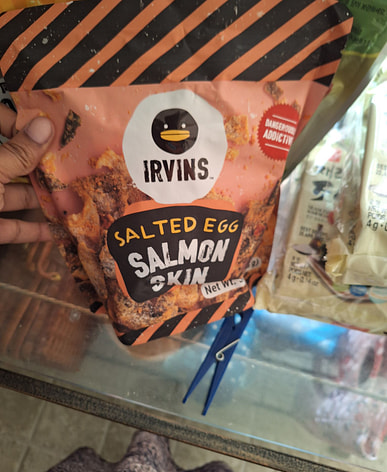 DANGEROUSLY
ADDICTIVE
IRVINS
SALTED EGG
SALMON
SKIN
Net Wt.